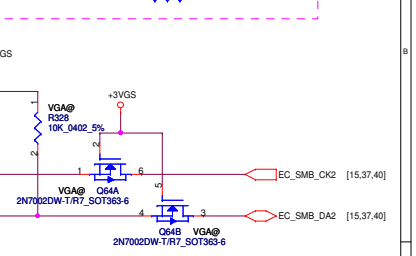 GS
B
+3VGS
1
VGA@
R328
10K_0402_5%
2
2
1
6
VGA@
Q64A
2N7002DW-T/R7_SOT363-6
EC_SMB_CK2 [15,37,40]
5
4
3
EC_SMB_DA2 [15,37,40]
Q64B
VGA@
2N7002DW-T/R7_SOT363-6